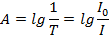 A = lg 1/T = lg I₀/I